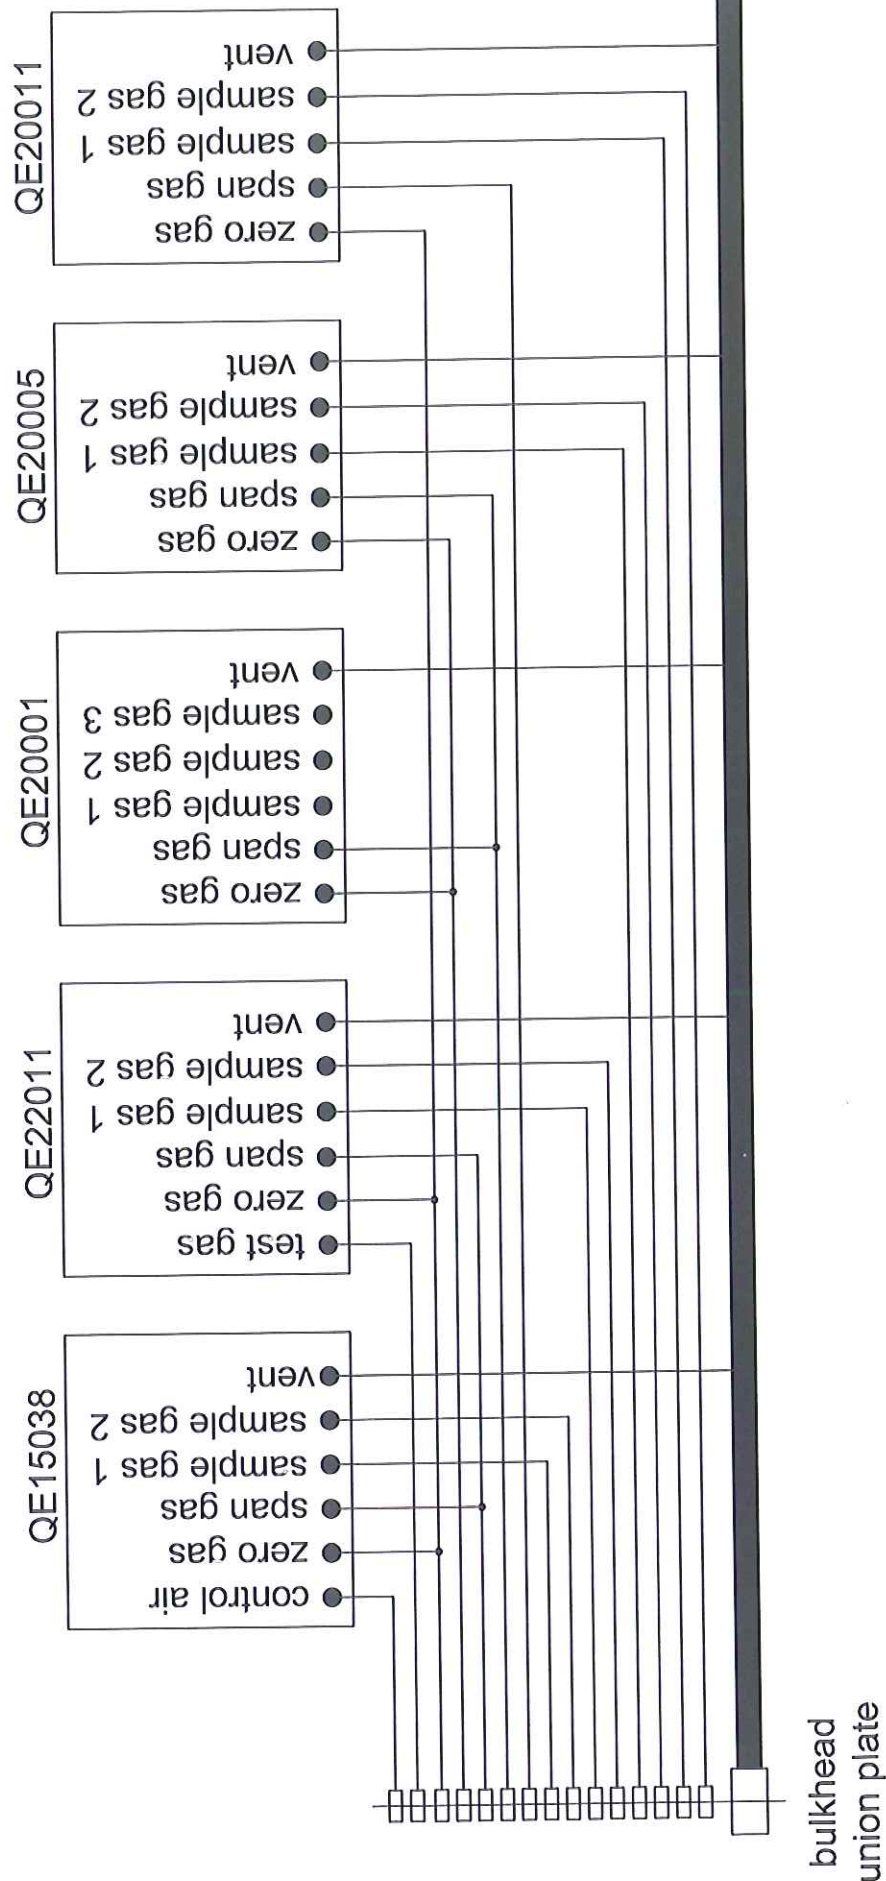 QE20011
vent
sample gas 2
sample gas 1
span gas
zero gas
QE20005
vent
sample gas 2
sample gas 1
span gas
zero gas
QE20001
vent
sample gas 3
sample gas 2
sample gas 1
span gas
zero gas
QE22011
vent
sample gas 2
sample gas 1
span gas
zero gas
test gas
QE15038
vent
sample gas 2
sample gas 1
span gas
zero gas
control air
bulkhead
union plate